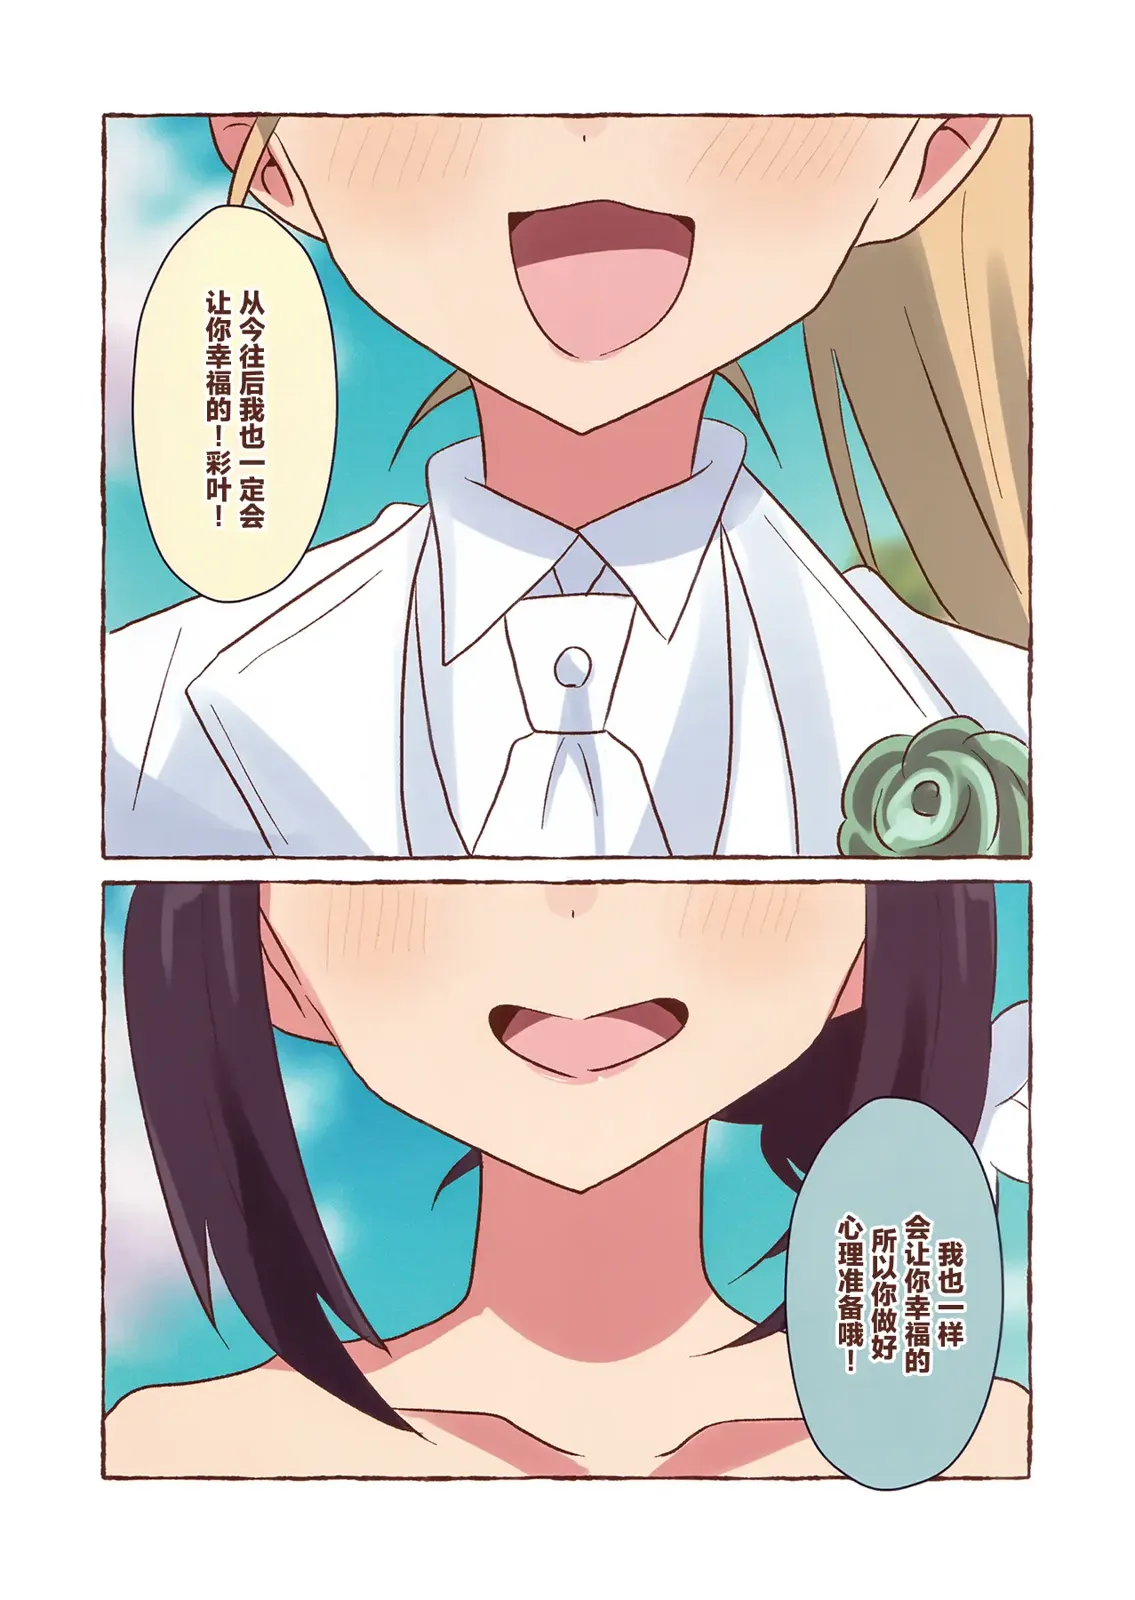 从今往后我也一定会
让你幸福的！彩叶！
我也一样
会让你幸福的
所以你做好
心理准备哦！